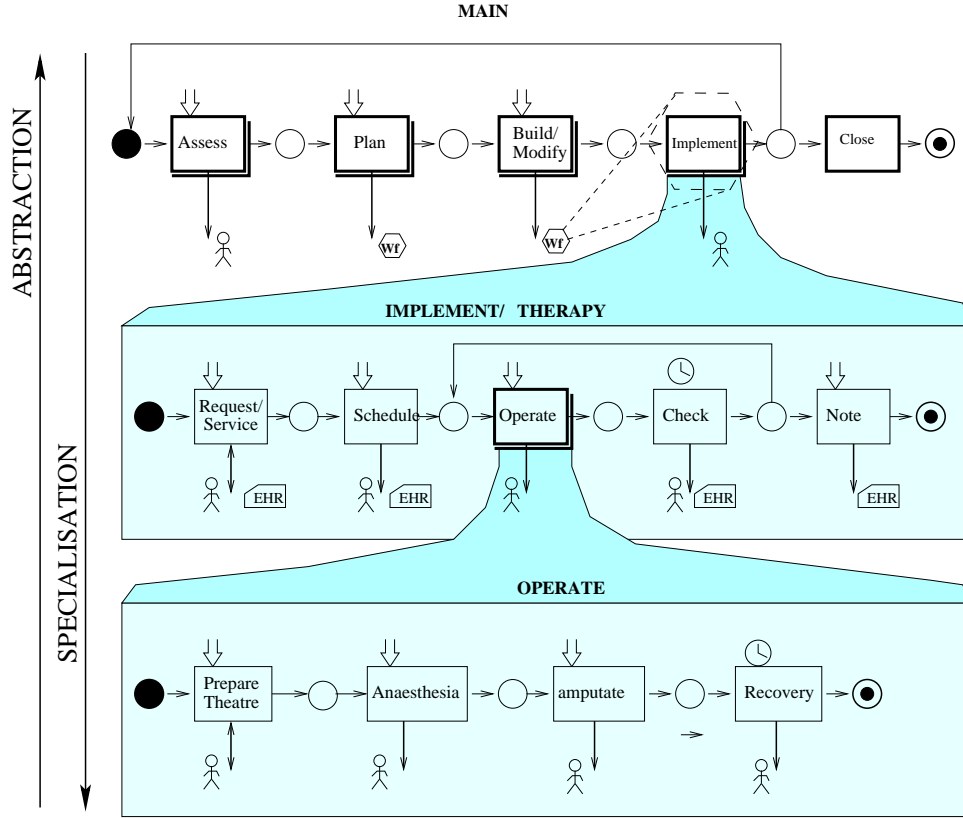 MAIN
ABSTRACTION
SPECIALISATION
Assess
Plan
Build/
Modify
Implement
Close
Wf
Wf
IMPLEMENT/ THERAPY
Request/
Service
Schedule
Operate
Check
Note
EHR
EHR
EHR
EHR
OPERATE
Prepare
Theatre
Anaesthesia
amputate
Recovery